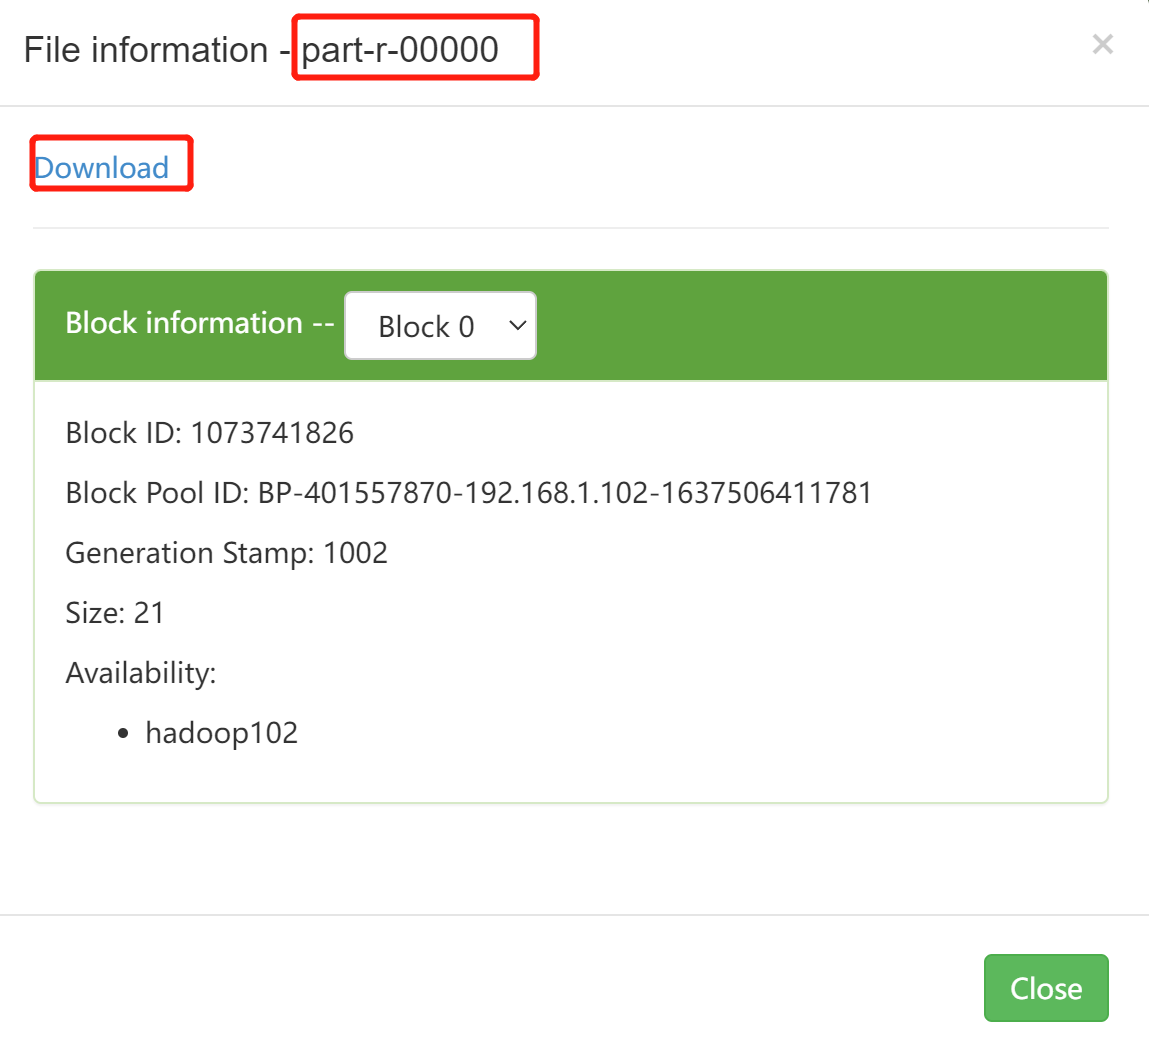 File information - part-r-00000
×
Download
Block information -- Block 0
Block ID: 1073741826
Block Pool ID: BP-401557870-192.168.1.102-1637506411781
Generation Stamp: 1002
Size: 21
Availability:
• hadoop102
Close